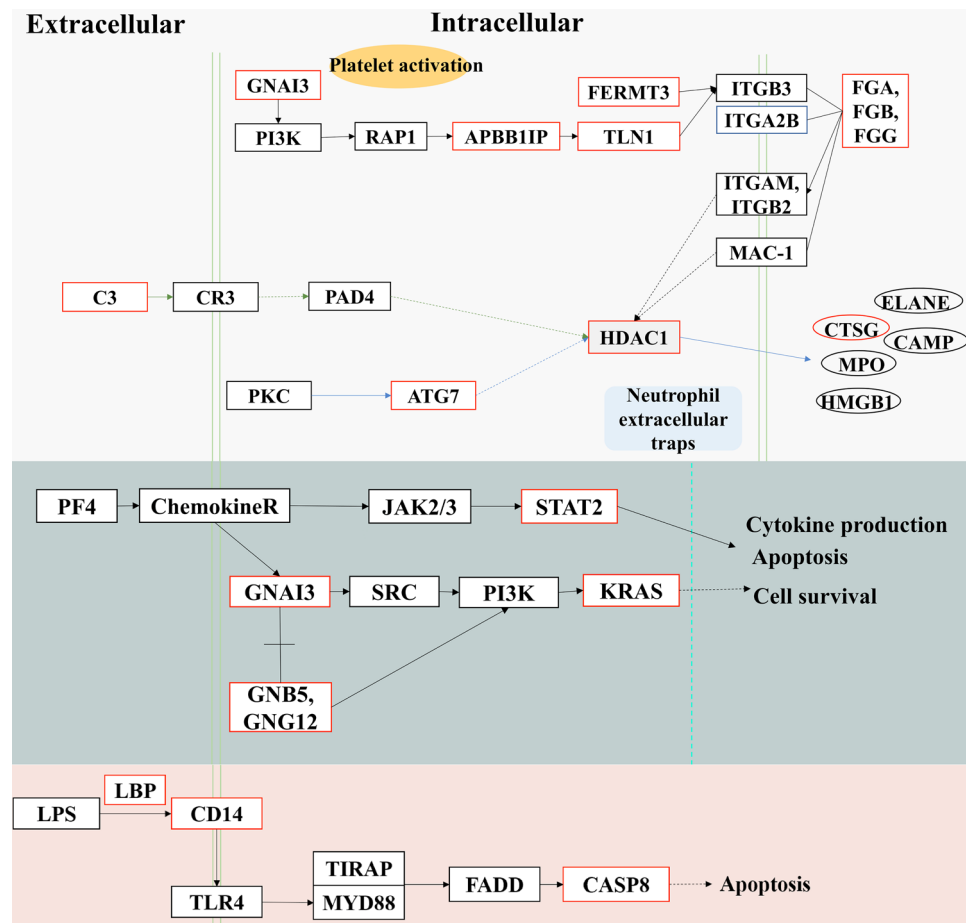 Extracellular
Intracellular
Platelet activation
GNAI3
FERMT3
ITGB3
FGA,
FGB,
FGG
ITGA2B
PI3K
RAP1
APBB1IP
TLN1
ITGAM,
ITGB2
MAC-1
C3
CR3
PAD4
HDAC1
ELANE
CTSG
CAMP
MPO
HMGB1
PKC
ATG7
Neutrophil
extracellular
traps
PF4
ChemokineR
JAK2/3
STAT2
Cytokine production
Apoptosis
GNAI3
SRC
PI3K
KRAS
Cell survival
GNB5,
GNG12
LBP
LPS
CD14
TLR4
TIRAP
MYD88
FADD
CASP8
Apoptosis